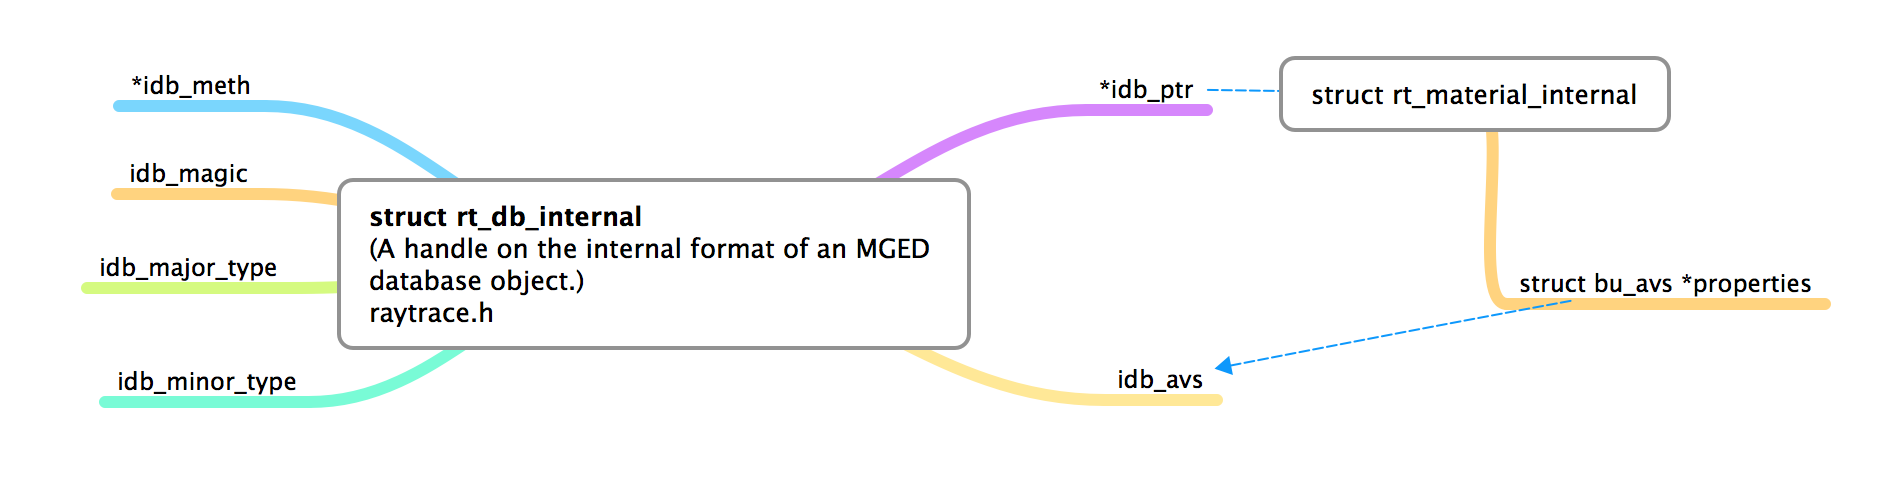 *idb_meth
idb_magic
idb_major_type
idb_minor_type
struct rt_db_internal
(A handle on the internal format of an MGED
database object.)
raytrace.h
*idb_ptr
struct rt_material_internal
struct bu_avs *properties
idb_avs